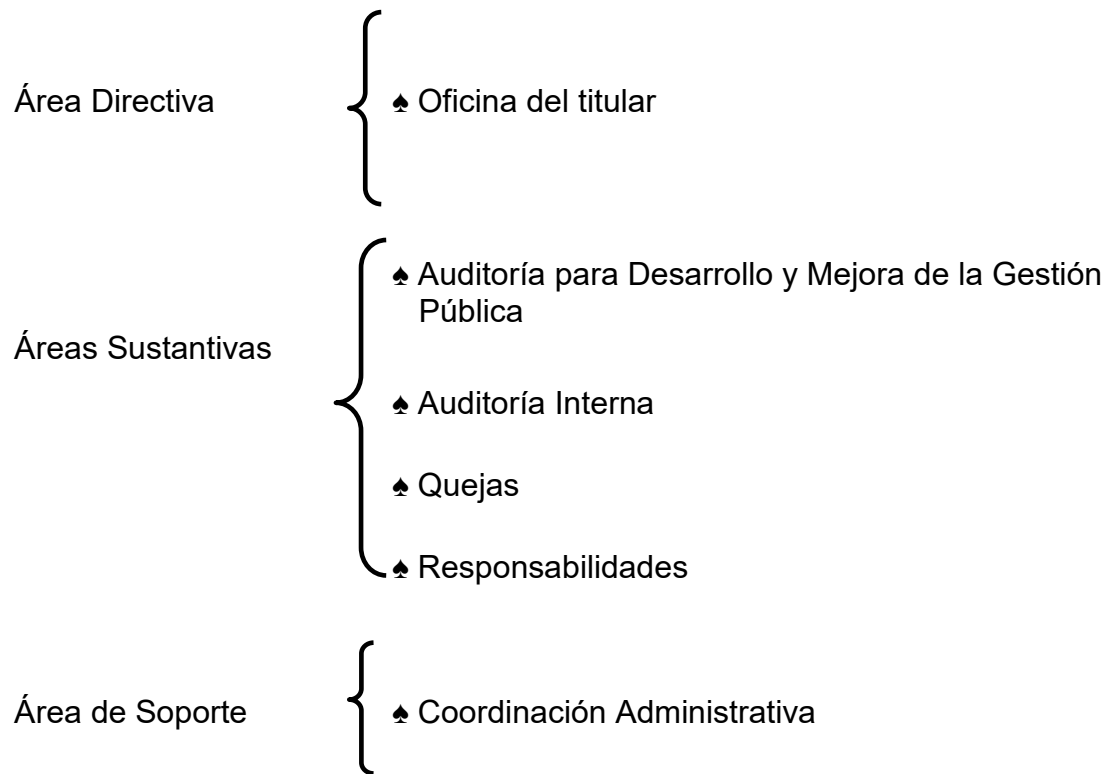 Área Directiva
♠ Oficina del titular
Áreas Sustantivas
♠ Auditoría para Desarrollo y Mejora de la Gestión
Pública
♠ Auditoría Interna
♠ Quejas
♠ Responsabilidades
Área de Soporte
♠ Coordinación Administrativa